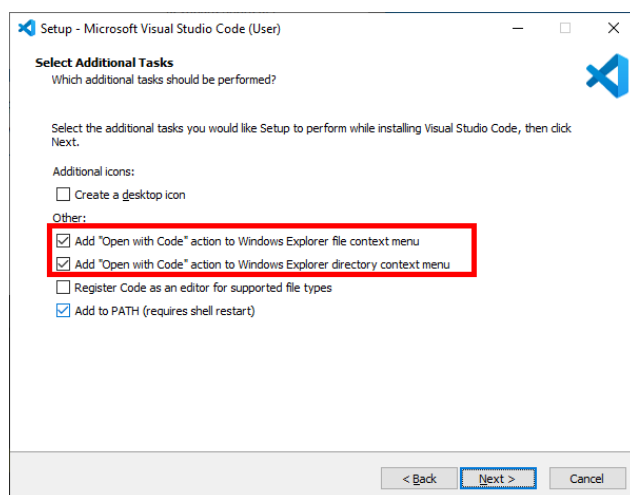 Setup - Microsoft Visual Studio Code (User)
Select Additional Tasks
Which additional tasks should be performed?
Select the additional tasks you would like Setup to perform while installing Visual Studio Code, then click
Next.
Additional icons:
Create a desktop icon
Other:
Add "Open with Code" action to Windows Explorer file context menu
Add "Open with Code" action to Windows Explorer directory context menu
Register Code as an editor for supported file types
Add to PATH (requires shell restart)
< Back Next > Cancel